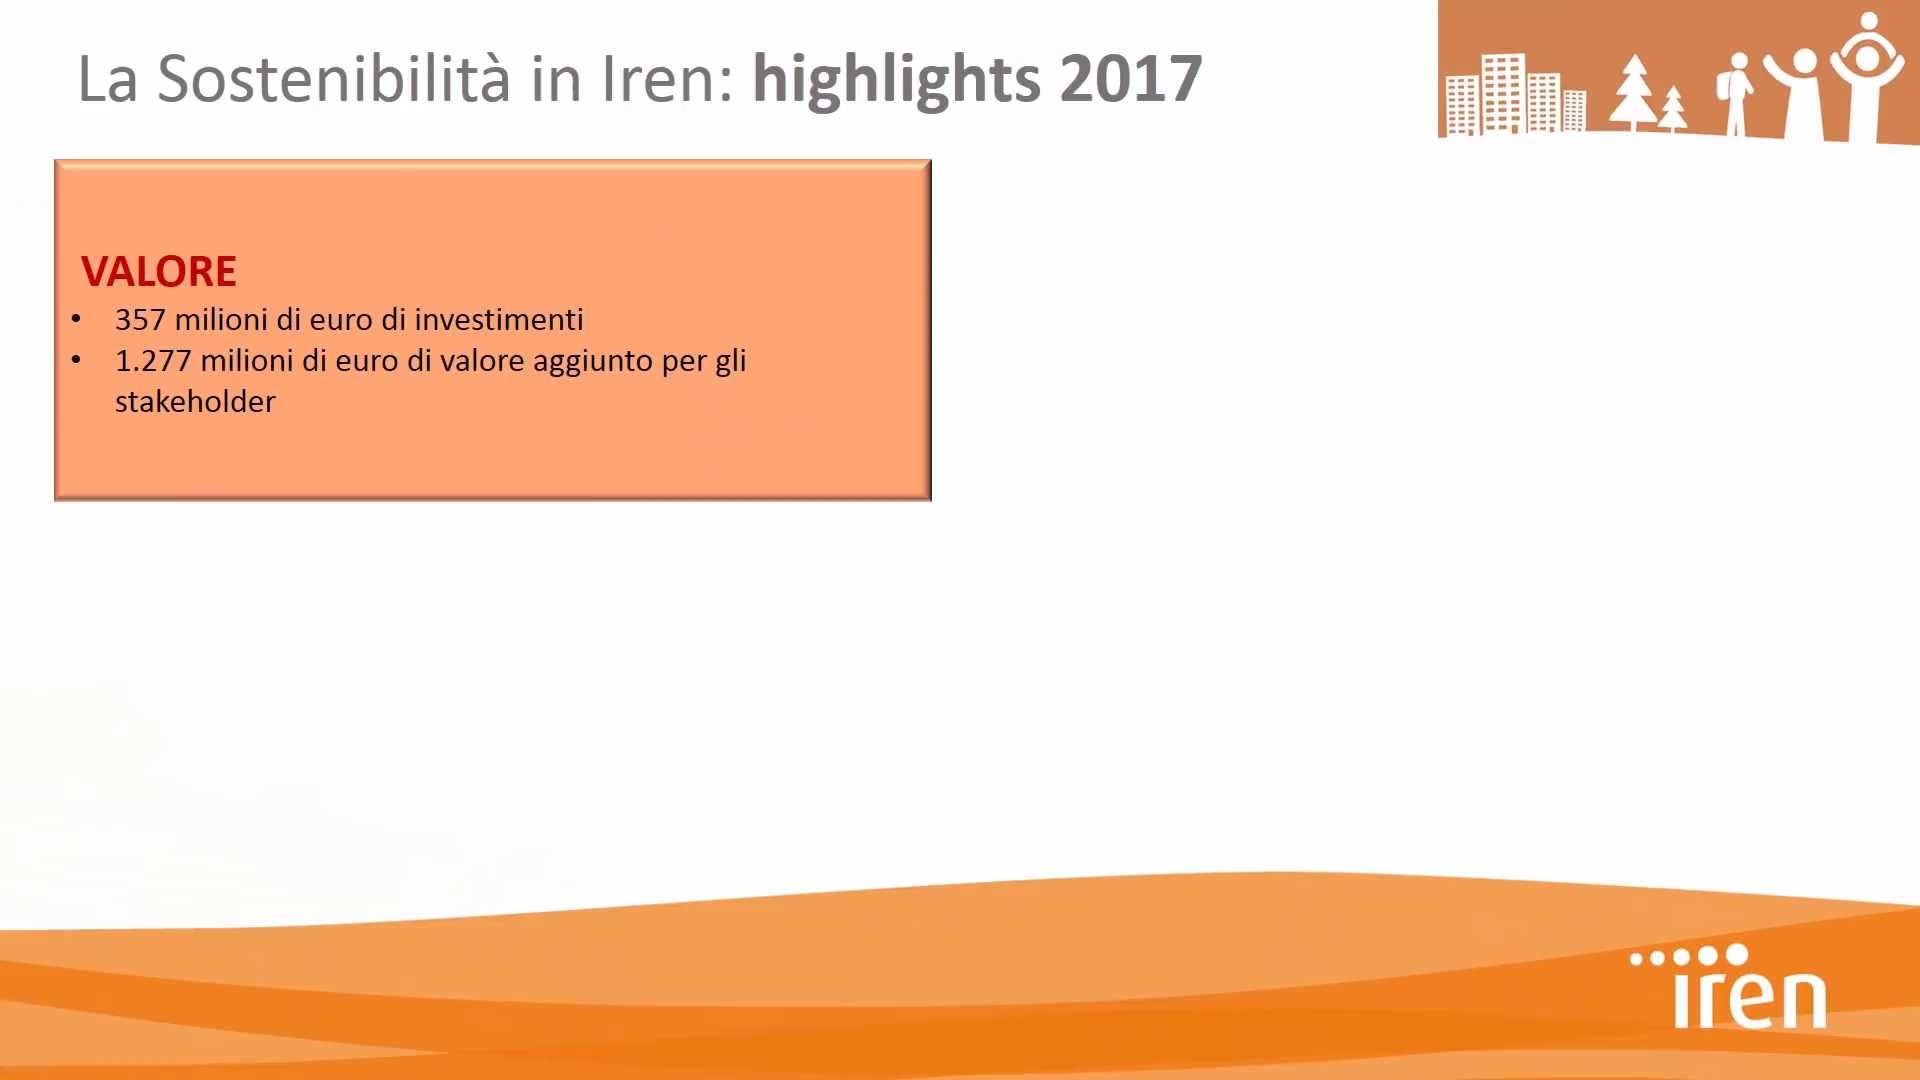 La Sostenibilità in Iren: highlights 2017
VALORE
• 357 milioni di euro di investimenti
• 1.277 milioni di euro di valore aggiunto per gli
stakeholder
iren